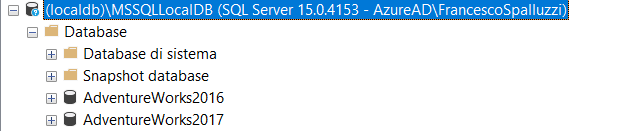 (localdb)\MSSQLLocalDB (SQL Server 15.0.4153 - AzureAD\FrancescoSpalluzzi)
Database
Database di sistema
Snapshot database
AdventureWorks2016
AdventureWorks2017